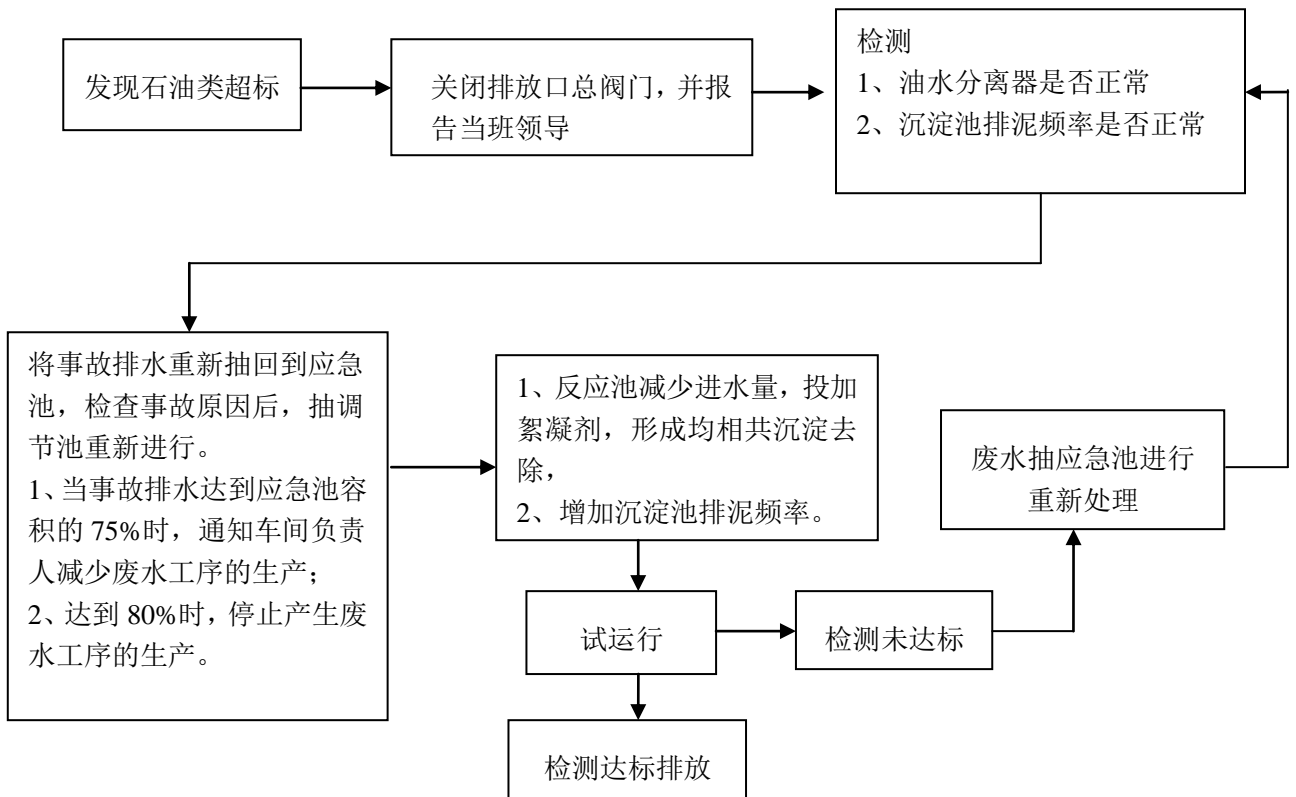 发现石油类超标
关闭排放口总阀门，并报
告当班领导
检测
1、油水分离器是否正常
2、沉淀池排泥频率是否正常
将事故排水重新抽回到应急
池，检查事故原因后，抽调
节池重新进行。
1、当事故排水达到应急池容
积的 75%时，通知车间负责
人减少废水工序的生产；
2、达到 80%时，停止产生废
水工序的生产。
1、反应池减少进水量，投加
絮凝剂，形成均相共沉淀去
除，
2、增加沉淀池排泥频率。
废水抽应急池进行
重新处理
试运行
检测未达标
检测达标排放